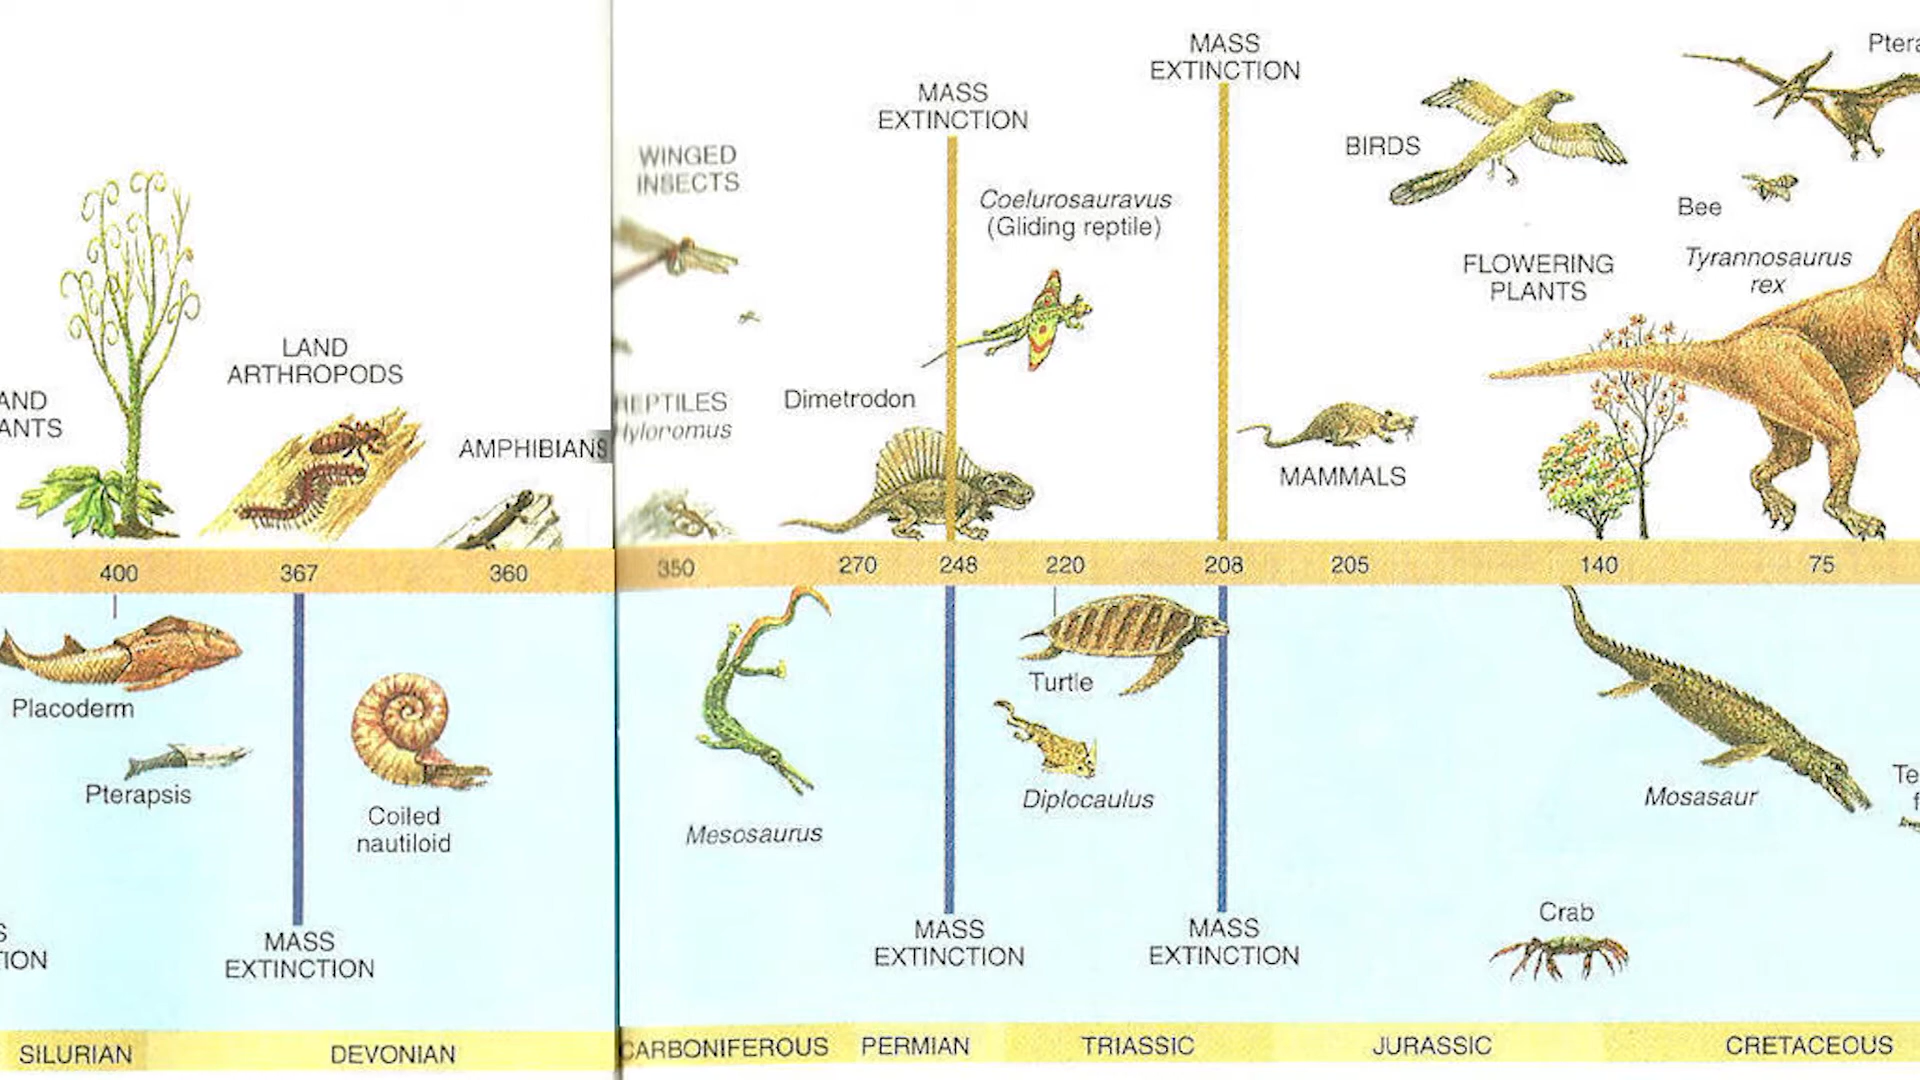 MASS
EXTINCTION
MASS
EXTINCTION
WINGED
INSECTS
Coelurosauravus
(Gliding reptile)
BIRDS
Bee
FLOWERING
PLANTS
Tyrannosaurus
rex
LAND
ARTHROPODS
AMPHIBIANS
REPTILES
Hylonomus
Dimetrodon
MAMMALS
400
367
360
350
270
248
220
208
205
140
75
Placoderm
Pterapsis
Coiled
nautiloid
MASS
EXTINCTION
Mesosaurus
Turtle
Diplocaulus
MASS
EXTINCTION
MASS
EXTINCTION
Mosasaur
Crab
SILURIAN
DEVONIAN
CARBONIFEROUS
PERMIAN
TRIASSIC
JURASSIC
CRETACEOUS